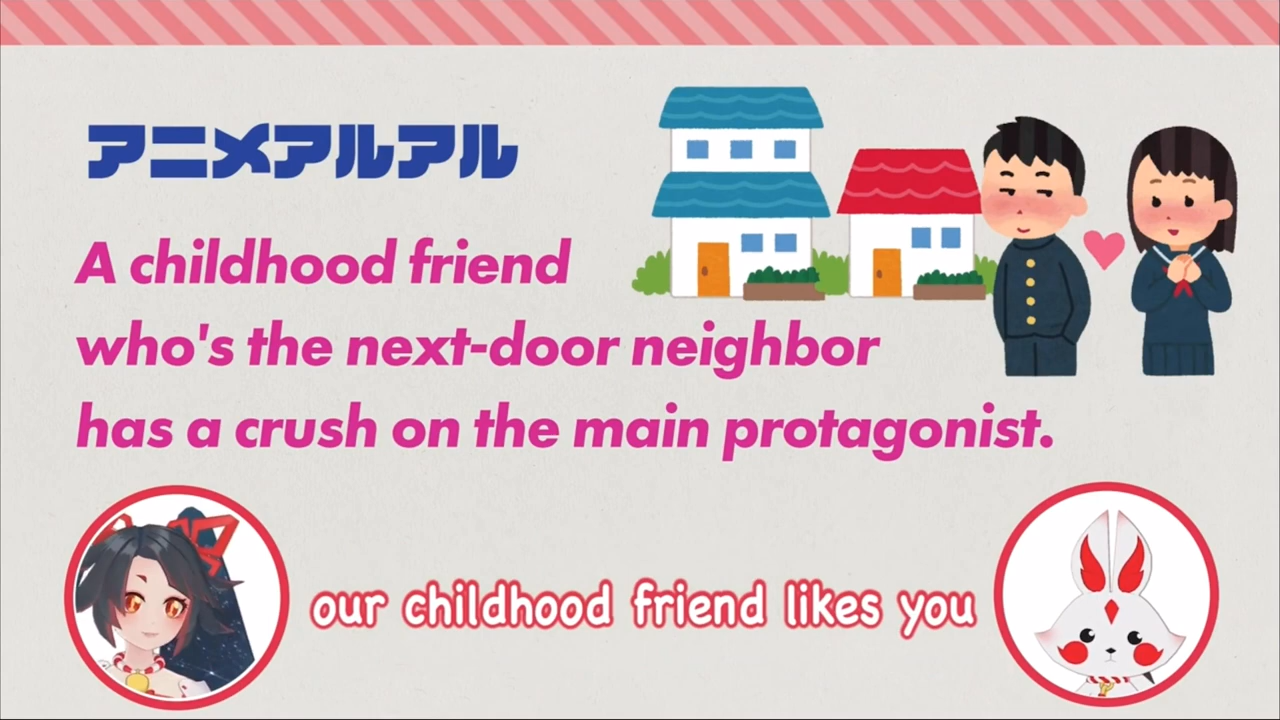 アニメアルアル
A childhood friend
who's the next-door neighbor
has a crush on the main protagonist.
our childhood friend likes you